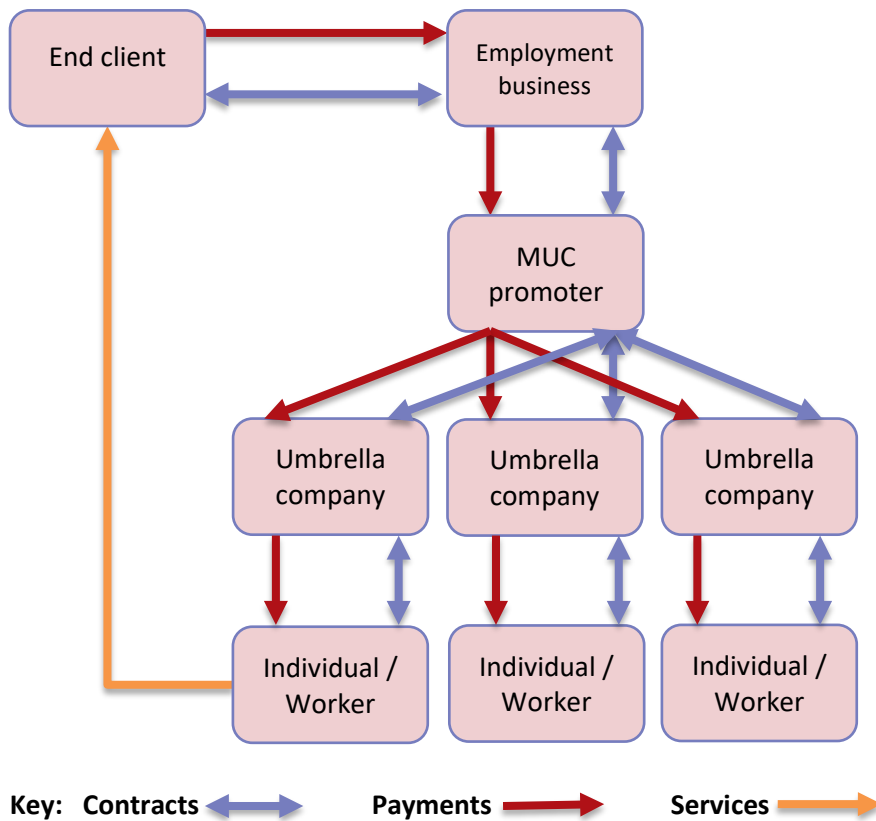 End client
Employment
business
MUC
promoter
Umbrella
company
Umbrella
company
Umbrella
company
Individual /
Worker
Individual /
Worker
Individual /
Worker
Key: Contracts Payments Services